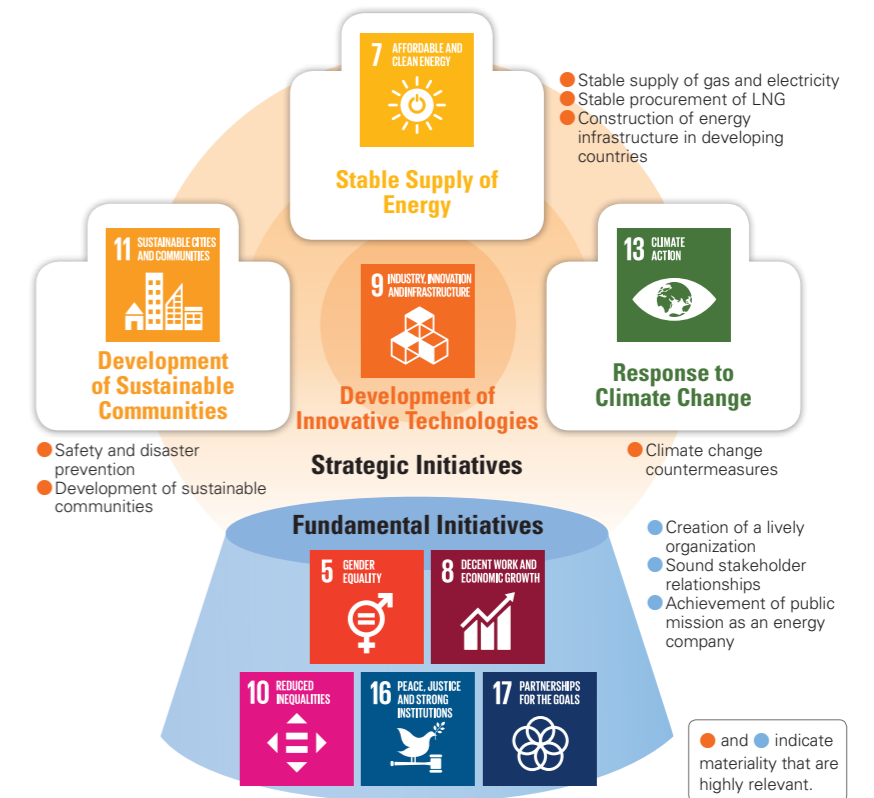 7 AFFORDABLE AND
CLEAN ENERGY
Stable Supply of
Energy
Stable supply of gas and electricity
Stable procurement of LNG
Construction of energy
infrastructure in developing
countries
11 SUSTAINABLE CITIES
AND COMMUNITIES
Development
of Sustainable
Communities
Safety and disaster
prevention
Development of sustainable
communities
9 INDUSTRY, INNOVATION
AND INFRASTRUCTURE
Development of
Innovative Technologies
13 CLIMATE
ACTION
Response to
Climate Change
Climate change
countermeasures
Strategic Initiatives
Fundamental Initiatives
5 GENDER
EQUALITY
8 DECENT WORK AND
ECONOMIC GROWTH
10 REDUCED
INEQUALITIES
16 PEACE, JUSTICE
AND STRONG
INSTITUTIONS
17 PARTNERSHIPS
FOR THE GOALS
Creation of a lively
organization
Sound stakeholder
relationships
Achievement of public
mission as an energy
company
and indicate
materiality that are
highly relevant.